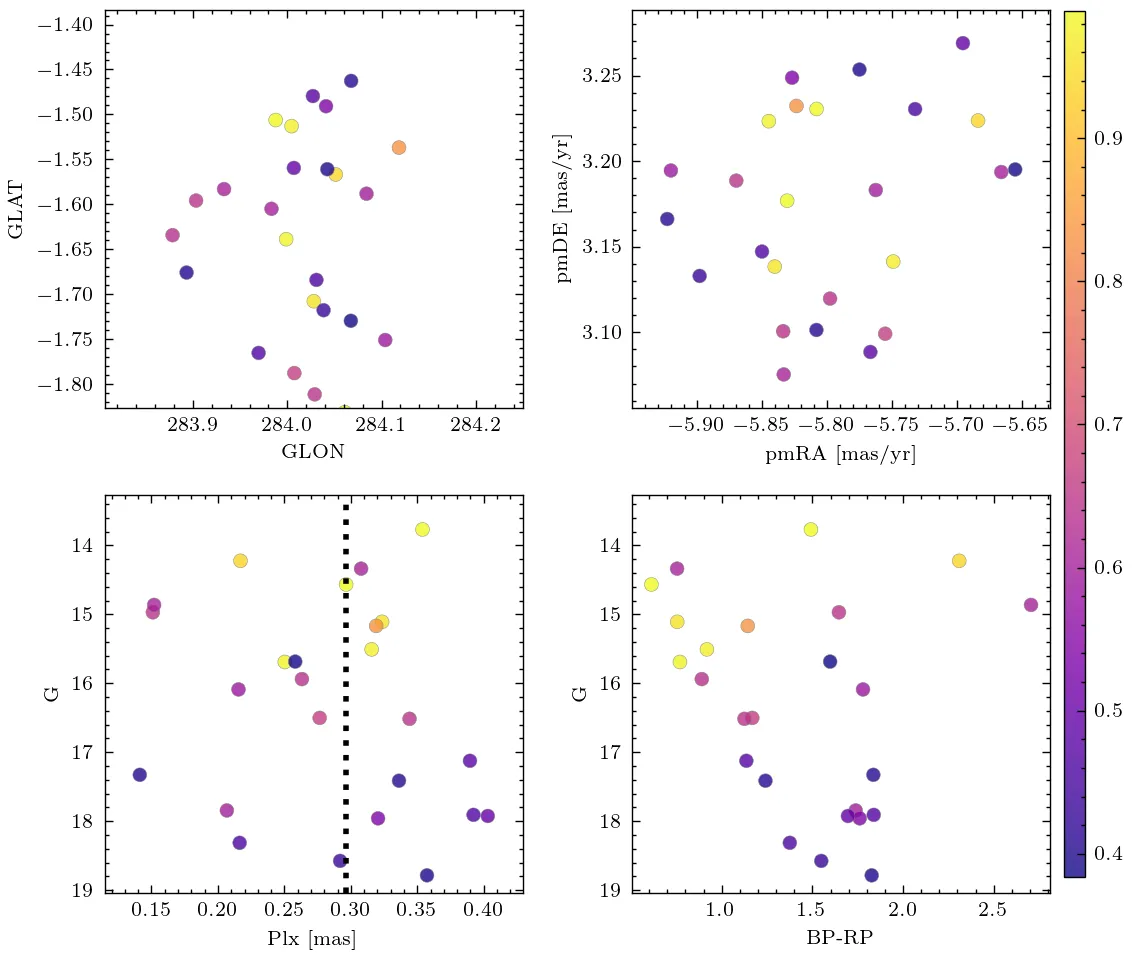 −1.40
−1.45
−1.50
−1.55
−1.60
−1.65
−1.70
−1.75
−1.80
GLAT
283.9 284.0 284.1 284.2
GLON
3.25
3.20
3.15
3.10
pmDE [mas/yr]
−5.90 −5.85 −5.80 −5.75 −5.70 −5.65
pmRA [mas/yr]
14
15
16
17
18
19
G
0.15 0.20 0.25 0.30 0.35 0.40
Plx [mas]
14
15
16
17
18
19
G
1.0 1.5 2.0 2.5
BP-RP
0.9
0.8
0.7
0.6
0.5
0.4